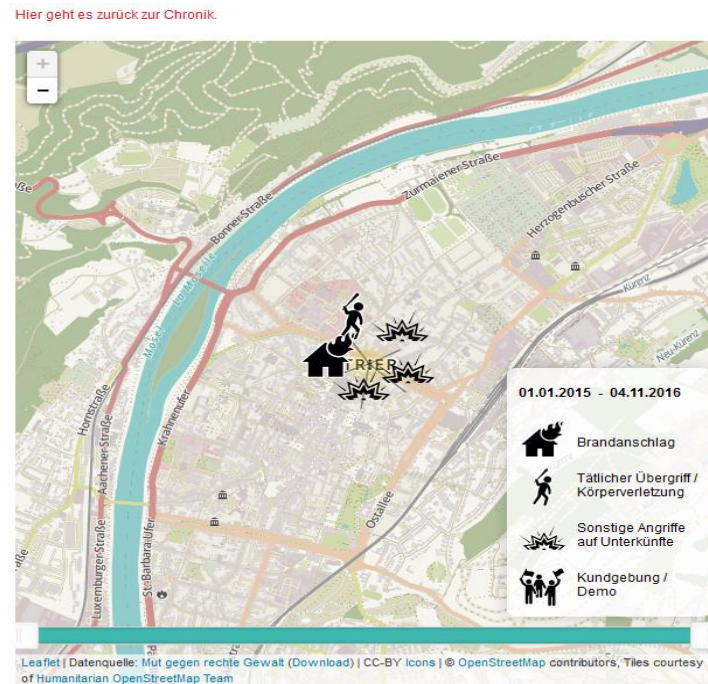 Hier geht es zurück zur Chronik.
+
−
Zurmaiener Straße
Herzogenbuscher Straße
Bonner Straße
Mosel
La Moselle
Kürenz
Neu-Kürenz
TRIER
Krahnenufer
Hornstraße
Aachener Straße
Ostallee
Luxemburger Straße
St. Barbara Ufer
01.01.2015 - 04.11.2016
Brandanschlag
Tätlicher Übergriff /
Körperverletzung
Sonstige Angriffe
auf Unterkünfte
Kundgebung /
Demo
Leaflet | Datenquelle: Mut gegen rechte Gewalt (Download) | CC-BY Icons | © OpenStreetMap contributors, Tiles courtesy
of Humanitarian OpenStreetMap Team